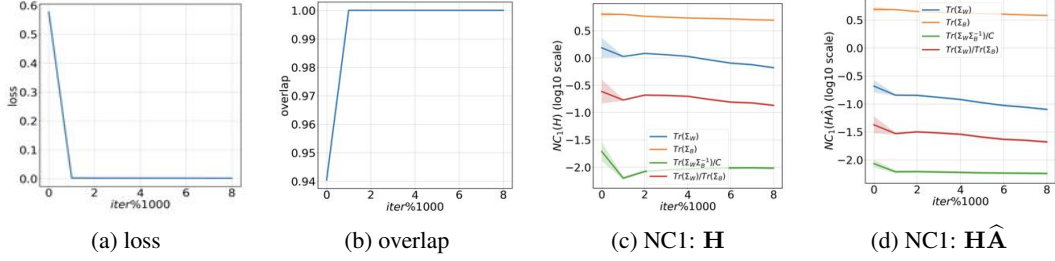 0.6
0.5
0.4
0.3
0.2
0.1
0.0
loss
0 2 4 6 8
iter%1000
(a) loss
1.00
0.99
0.98
0.97
0.96
0.95
0.94
overlap
0 2 4 6 8
iter%1000
(b) overlap
0.5
0.0
−0.5
−1.0
−1.5
−2.0
NC₁(H) (log10 scale)
Tr(Σ_W)
Tr(Σ_B)
Tr(Σ_WΣ_B⁻¹)/C
Tr(Σ_W)/Tr(Σ_B)
0 2 4 6 8
iter%1000
(c) NC1: H
0.5
0.0
−0.5
−1.0
−1.5
−2.0
NC₁(HÂ) (log10 scale)
Tr(Σ_W)
Tr(Σ_B)
Tr(Σ_WΣ_B⁻¹)/C
Tr(Σ_W)/Tr(Σ_B)
0 2 4 6 8
iter%1000
(d) NC1: HÂ